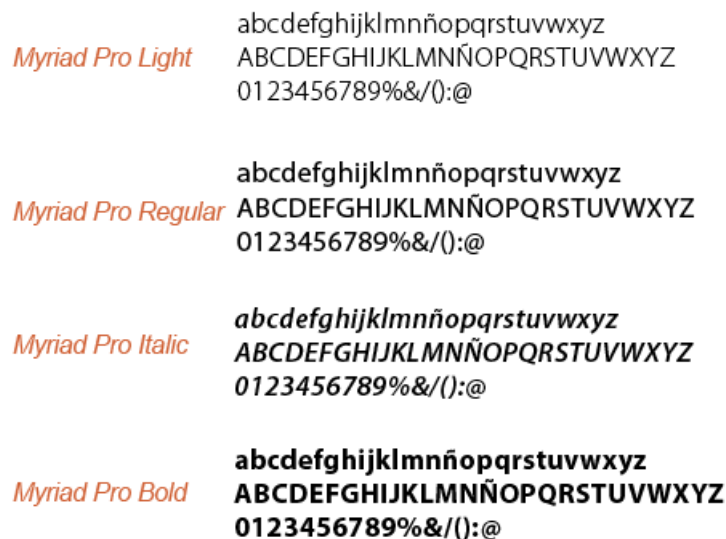 abcdefghijklmnñopqrstuvwxyz
Myriad Pro Light ABCDEFGHIJKLMNÑOPQRSTUVWXYZ
0123456789%&/():@
abcdefghijklmnñopqrstuvwxyz
Myriad Pro Regular ABCDEFGHIJKLMNÑOPQRSTUVWXYZ
0123456789%&/():@
abcdefghijklmnñopqrstuvwxyz
Myriad Pro Italic ABCDEFGHIJKLMNÑOPQRSTUVWXYZ
0123456789%&/():@
abcdefghijklmnñopqrstuvwxyz
Myriad Pro Bold ABCDEFGHIJKLMNÑOPQRSTUVWXYZ
0123456789%&/():@